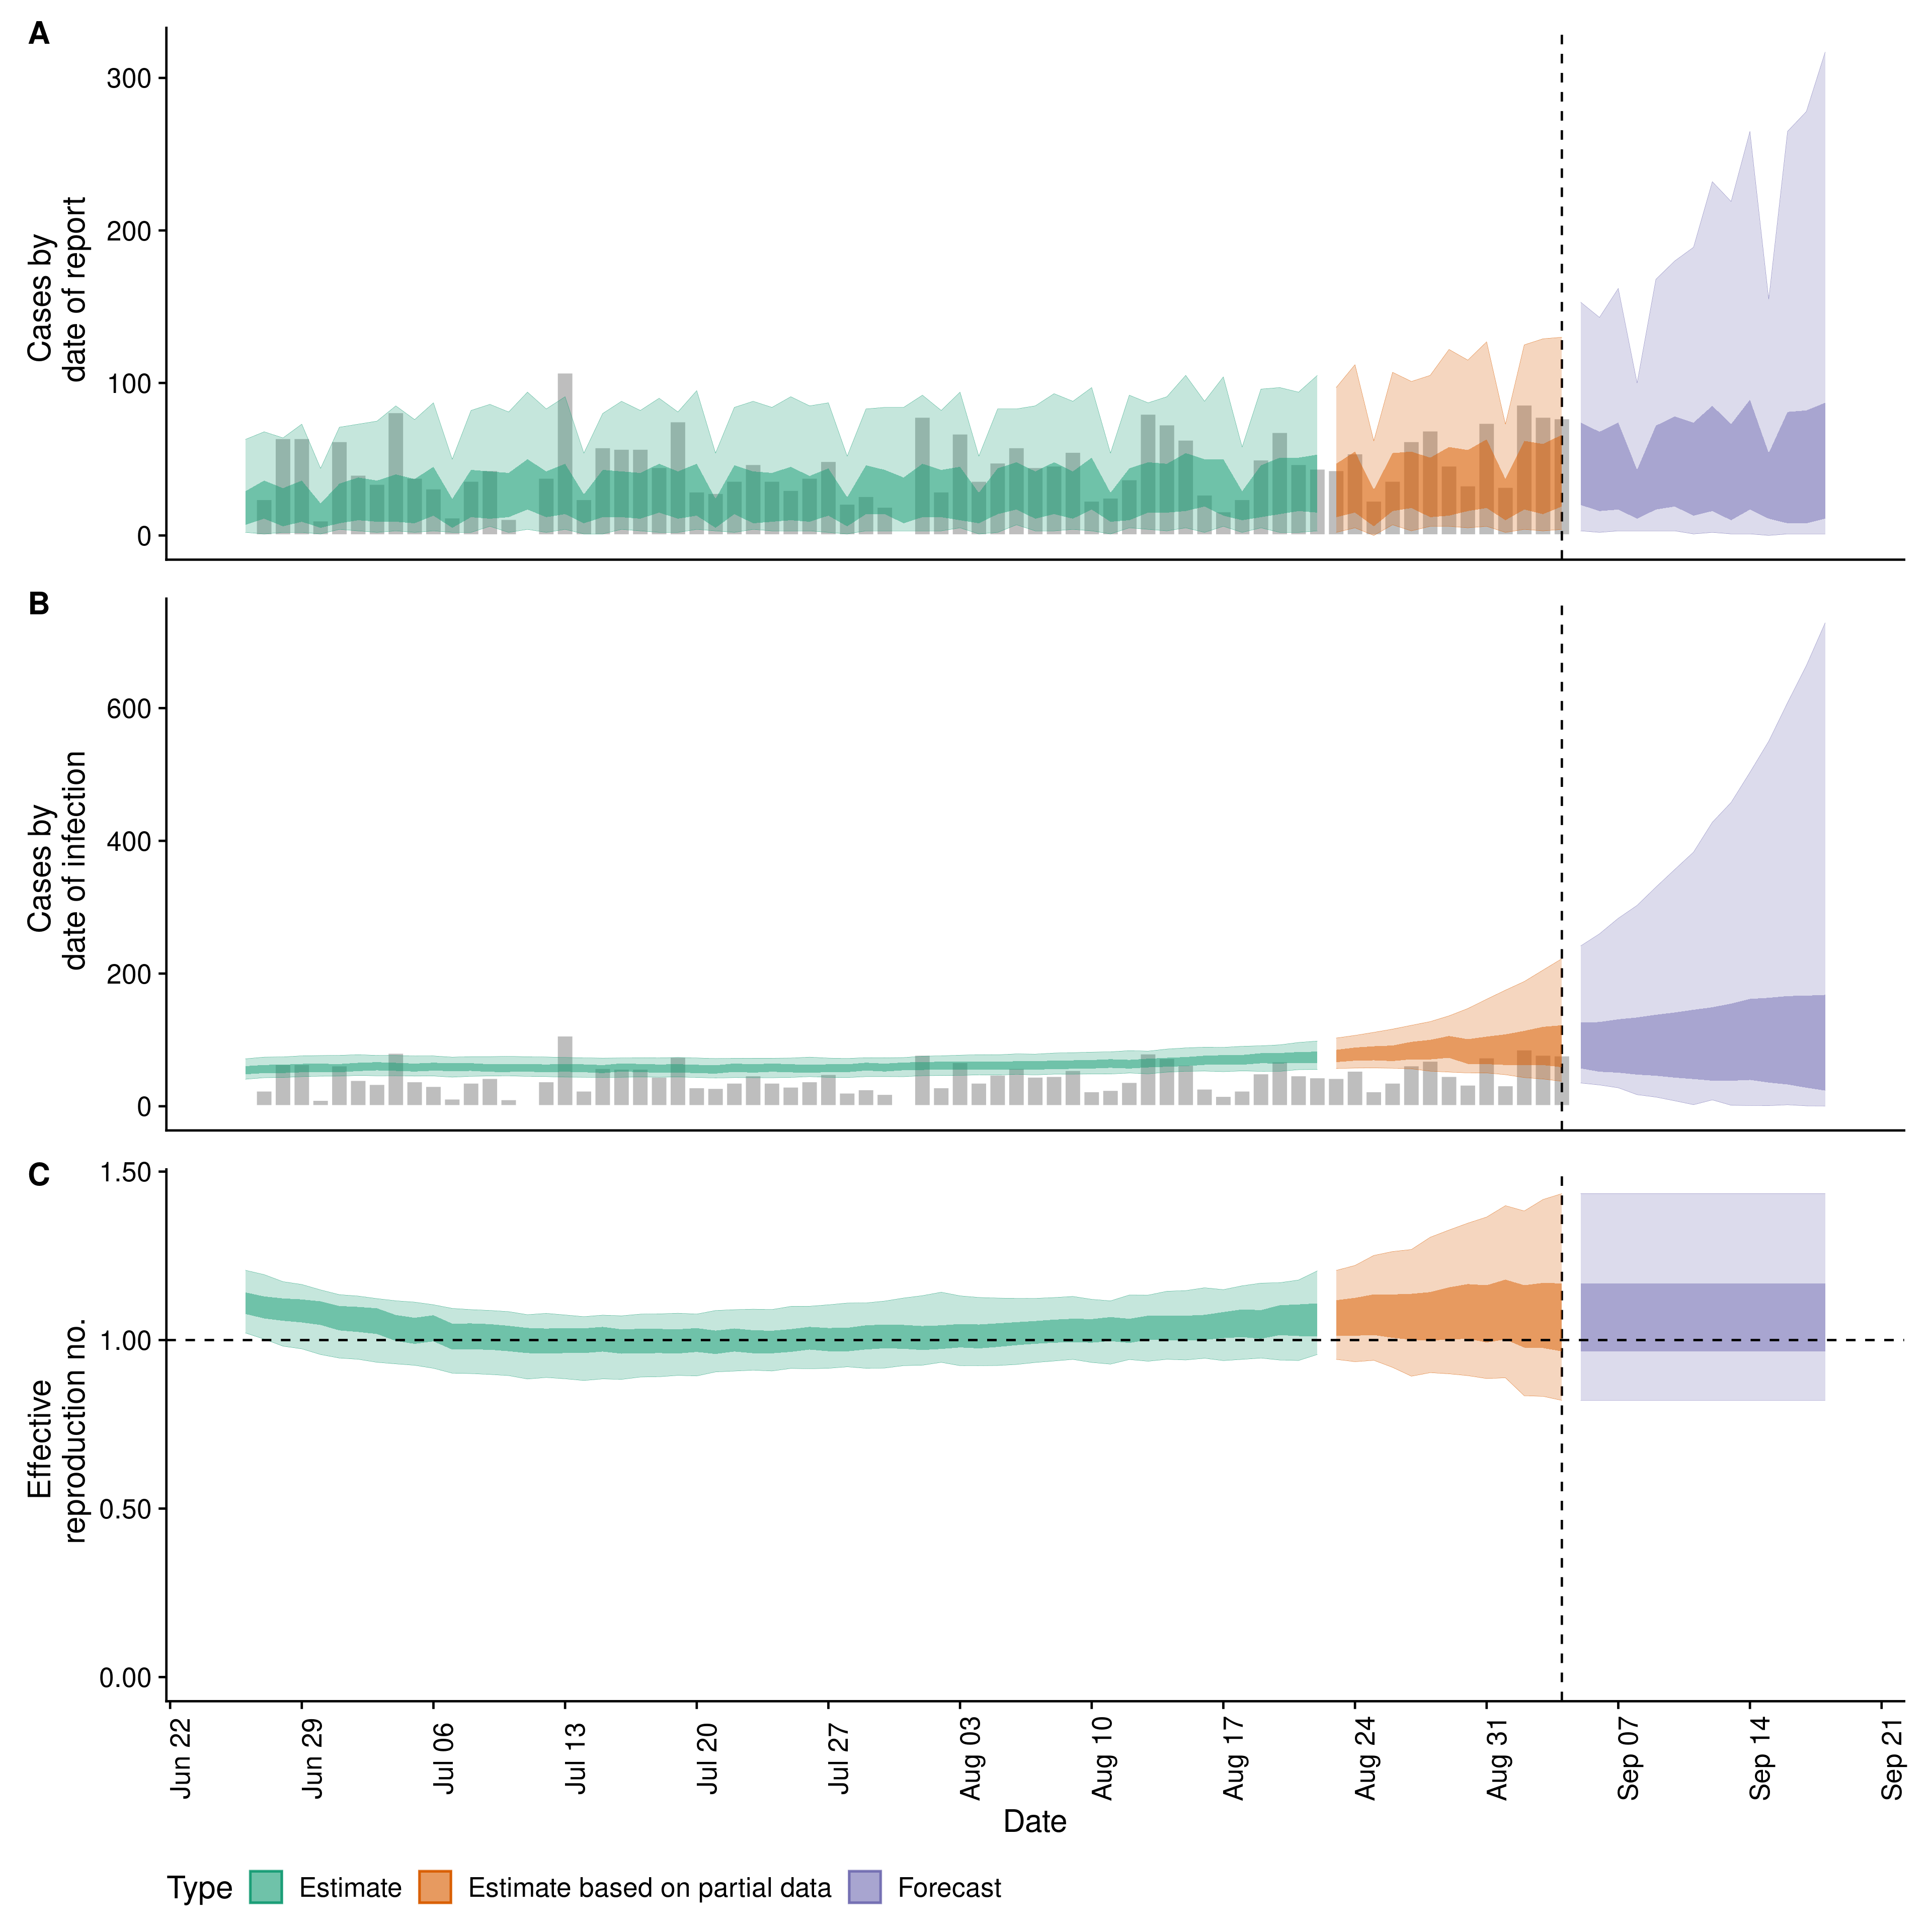 A
Cases by
date of report
300
200
100
0
B
Cases by
date of infection
600
400
200
0
C
Effective
reproduction no.
1.50
1.00
0.50
0.00
Jun 22
Jun 29
Jul 06
Jul 13
Jul 20
Jul 27
Aug 03
Aug 10
Aug 17
Aug 24
Aug 31
Sep 07
Sep 14
Sep 21
Date
Type
Estimate
Estimate based on partial data
Forecast